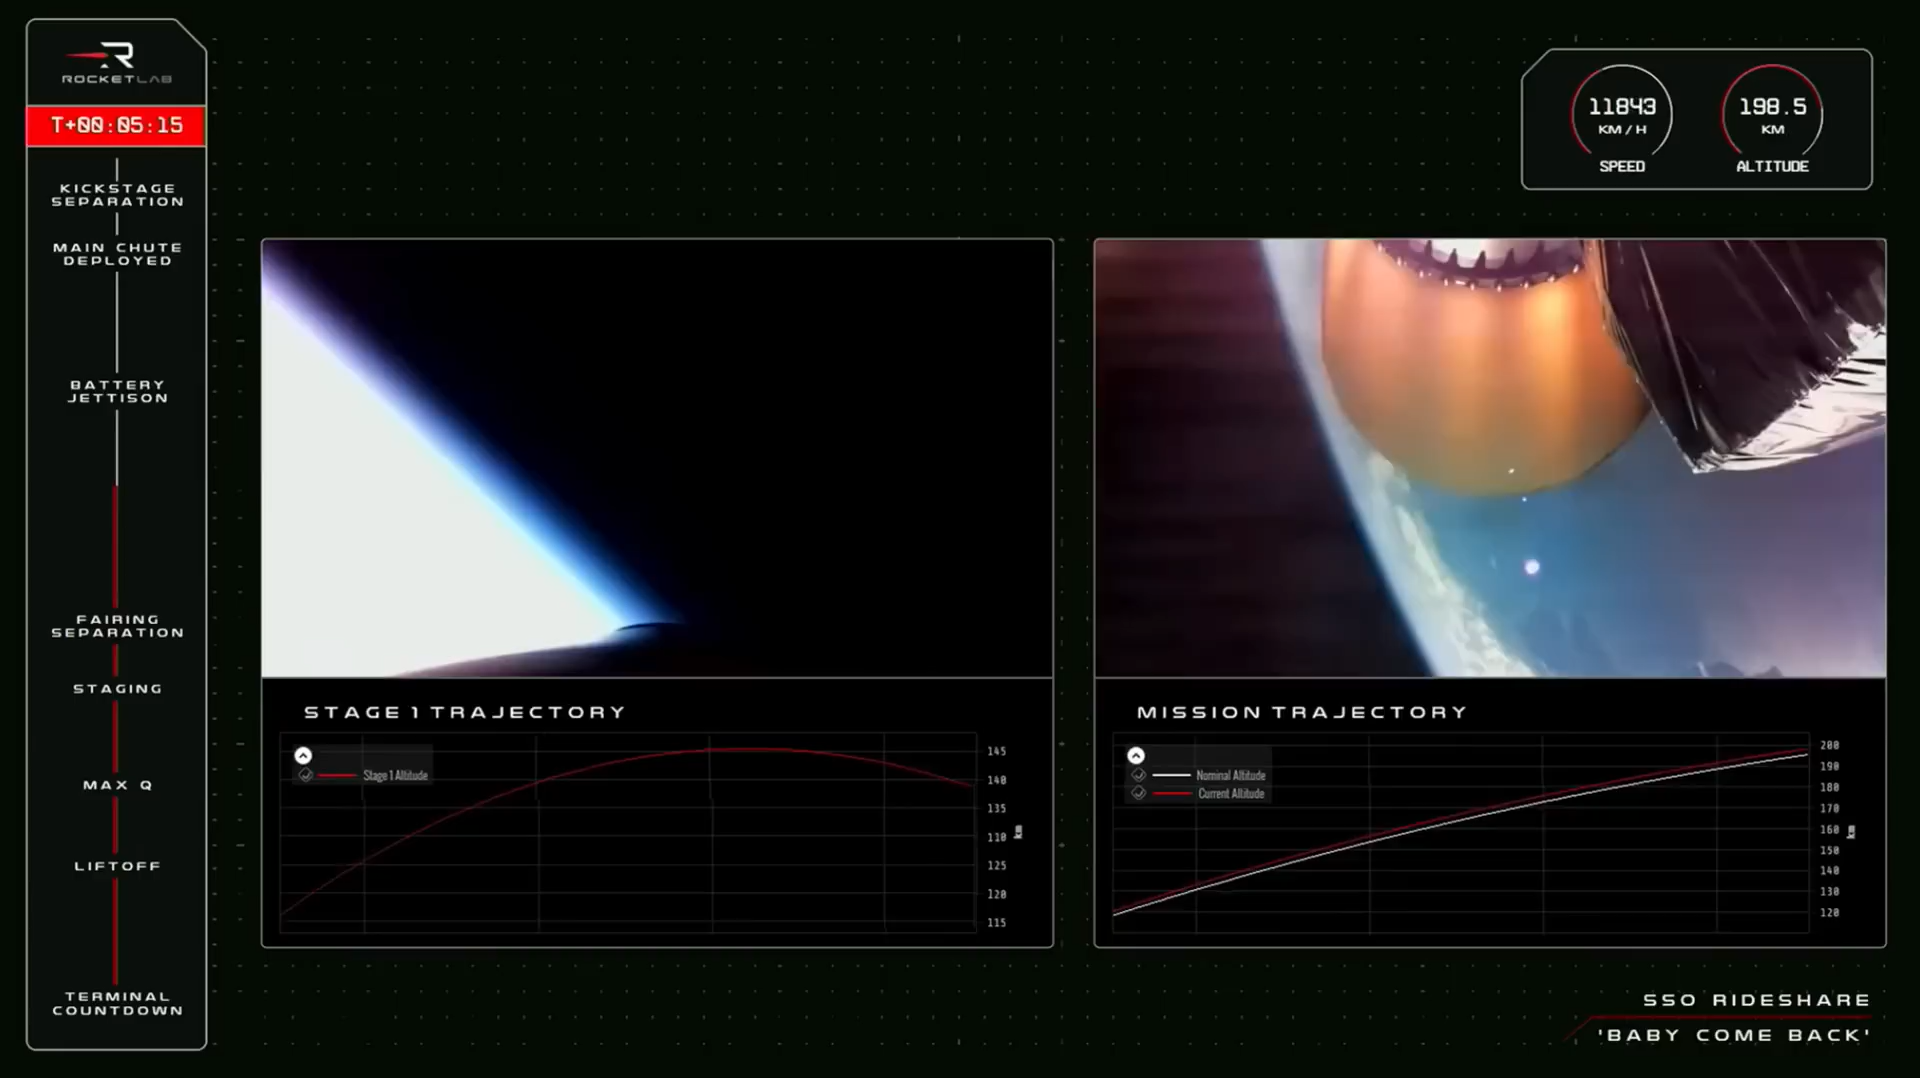 ROCKETLAB
T+00:05:15
KICKSTAGE
SEPARATION
MAIN CHUTE
DEPLOYED
BATTERY
JETTISON
FAIRING
SEPARATION
STAGING
MAX Q
LIFTOFF
TERMINAL
COUNTDOWN
11843
KM/H
SPEED
198.5
KM
ALTITUDE
STAGE 1 TRAJECTORY
Stage 1 Altitude
145
140
135
110
125
120
115
km
MISSION TRAJECTORY
Nominal Altitude
Current Altitude
200
190
180
170
160
150
140
130
120
km
SSO RIDESHARE
'BABY COME BACK'